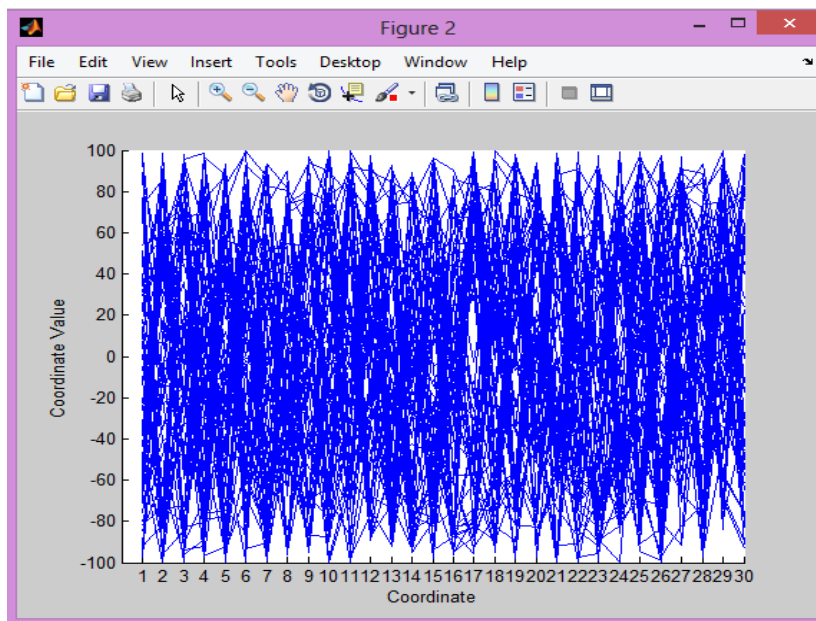 Figure 2
File Edit View Insert Tools Desktop Window Help
100
80
60
40
20
0
-20
-40
-60
-80
-100
Coordinate Value
1 2 3 4 5 6 7 8 9 10 11 12 13 14 15 16 17 18 19 20 21 22 23 24 25 26 27 28 29 30
Coordinate